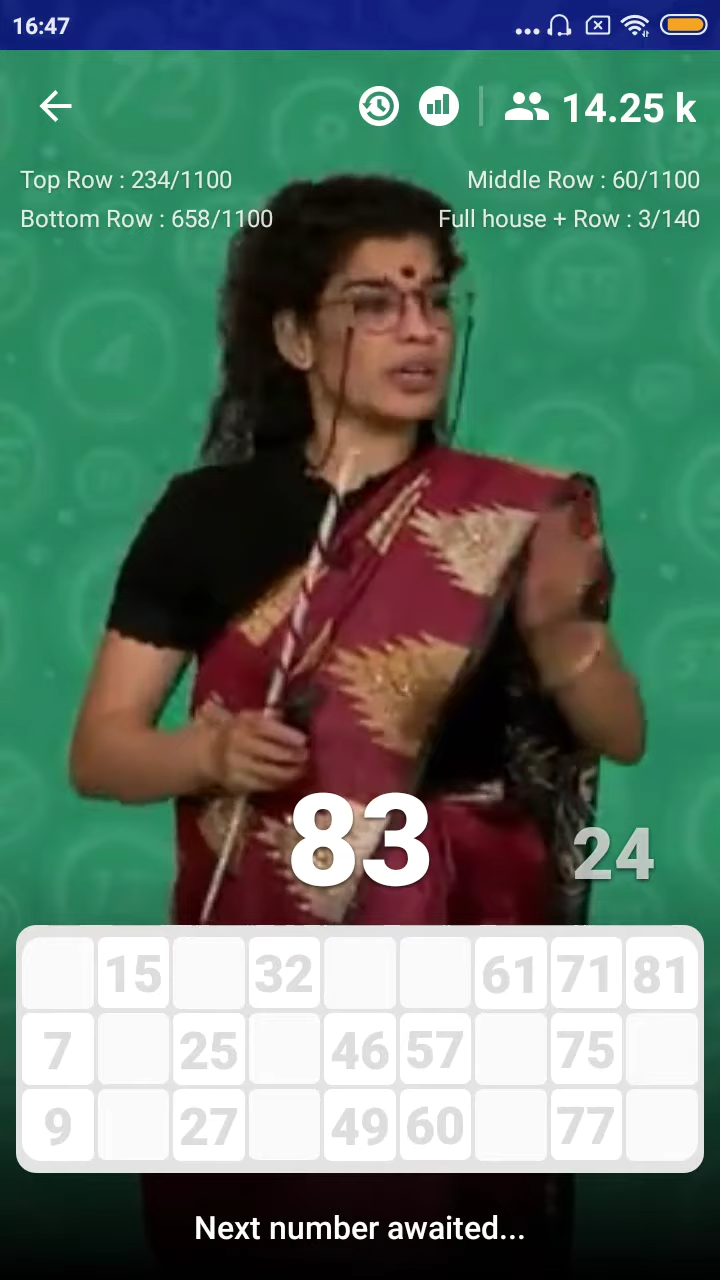 16:47
14.25 k
Top Row : 234/1100
Middle Row : 60/1100
Bottom Row : 658/1100
Full house + Row : 3/140
83
24
15 32 61 71 81
7 25 46 57 75
9 27 49 60 77
Next number awaited...